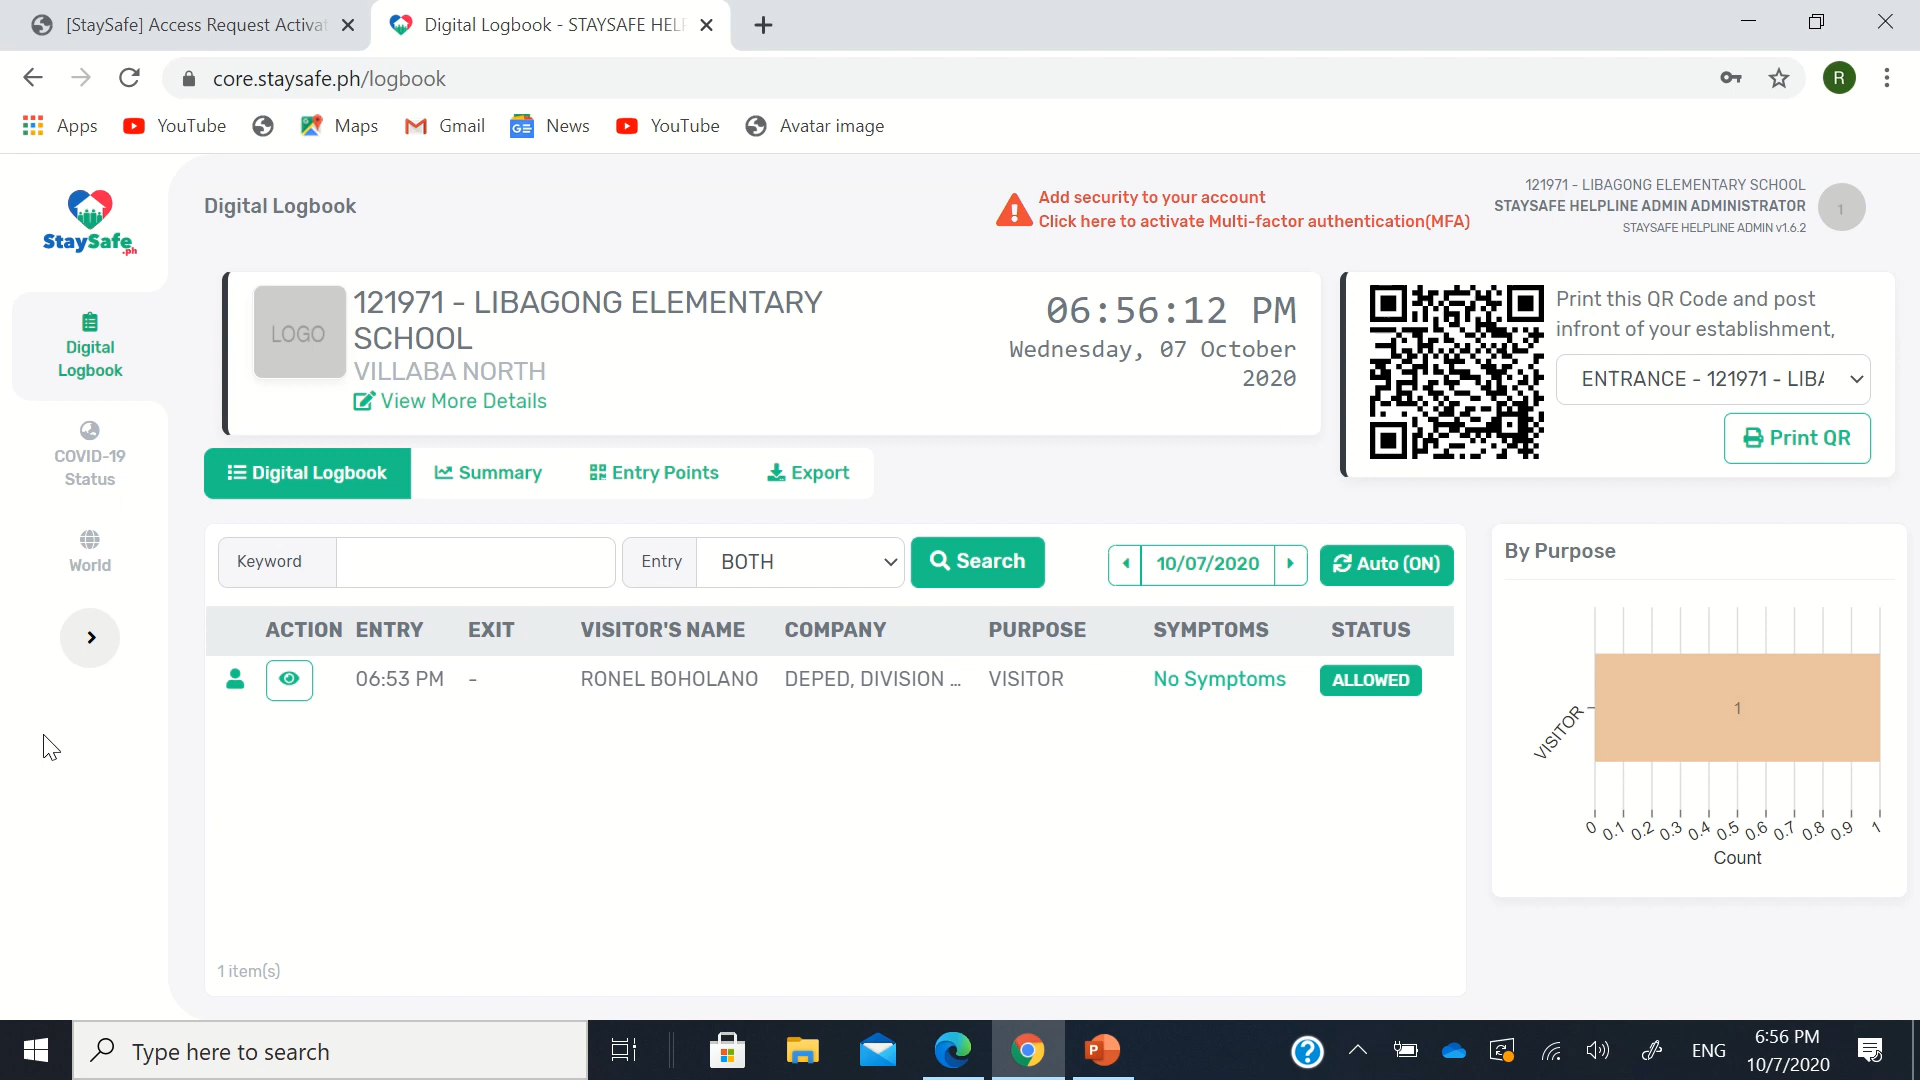 [StaySafe] Access Request Activat
Digital Logbook - STAYSAFE HELP
core.staysafe.ph/logbook
R
Apps
YouTube
Maps
Gmail
News
YouTube
Avatar image
StaySafe.ph
Digital Logbook
Add security to your account
Click here to activate Multi-factor authentication(MFA)
121971 - LIBAGONG ELEMENTARY SCHOOL
STAYSAFE HELPLINE ADMIN ADMINISTRATOR
STAYSAFE HELPLINE ADMIN v1.6.2
1
Digital
Logbook
COVID-19
Status
World
LOGO
121971 - LIBAGONG ELEMENTARY
SCHOOL
VILLABA NORTH
View More Details
06:56:12 PM
Wednesday, 07 October
2020
Print this QR Code and post
infront of your establishment,
ENTRANCE - 121971 - LIBA
Print QR
Digital Logbook
Summary
Entry Points
Export
Keyword
Entry
BOTH
Search
10/07/2020
Auto (ON)
ACTION ENTRY EXIT VISITOR'S NAME COMPANY PURPOSE SYMPTOMS STATUS
06:53 PM - RONEL BOHOLANO DEPED, DIVISION ... VISITOR No Symptoms ALLOWED
1 item(s)
By Purpose
1
VISITOR
0 0.1 0.2 0.3 0.4 0.5 0.6 0.7 0.8 0.9 1
Count
Type here to search
ENG
6:56 PM
10/7/2020